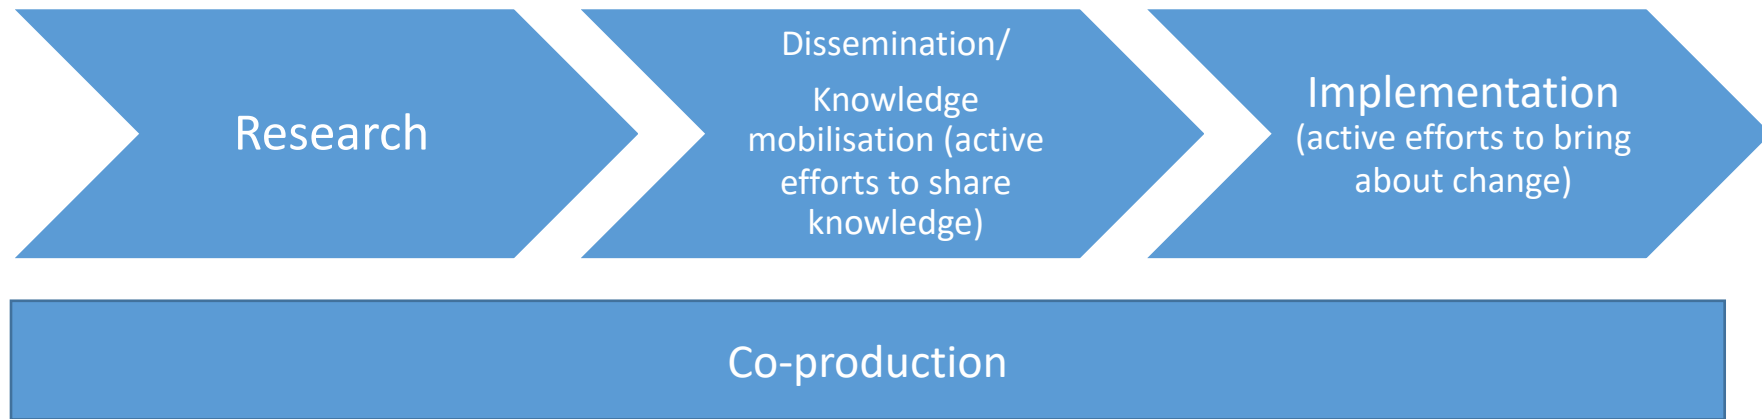 Research
Dissemination/
Knowledge
mobilisation (active
efforts to share
knowledge)
Implementation
(active efforts to bring
about change)
Co-production